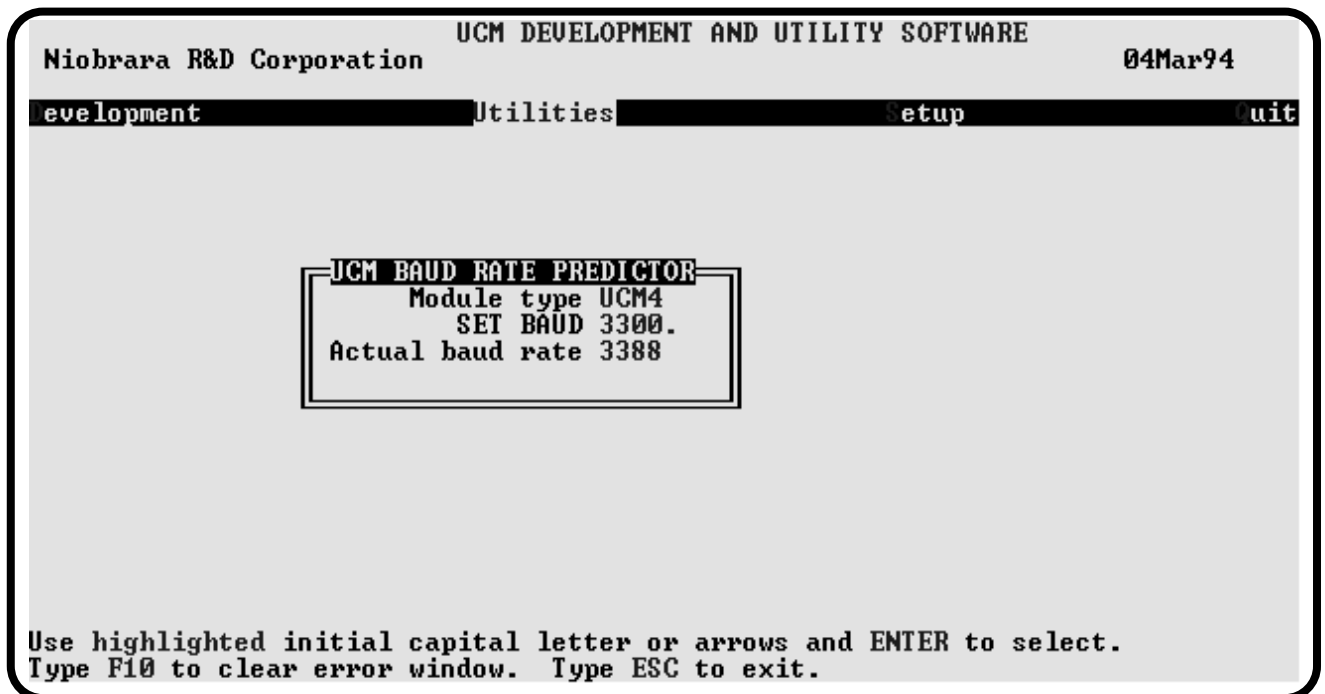 UCM DEVELOPMENT AND UTILITY SOFTWARE
Niobrara R&D Corporation 04Mar94
Development Utilities Setup Quit
UCM BAUD RATE PREDICTOR
Module type UCM4
SET BAUD 3300.
Actual baud rate 3388
Use highlighted initial capital letter or arrows and ENTER to select.
Type F10 to clear error window. Type ESC to exit.